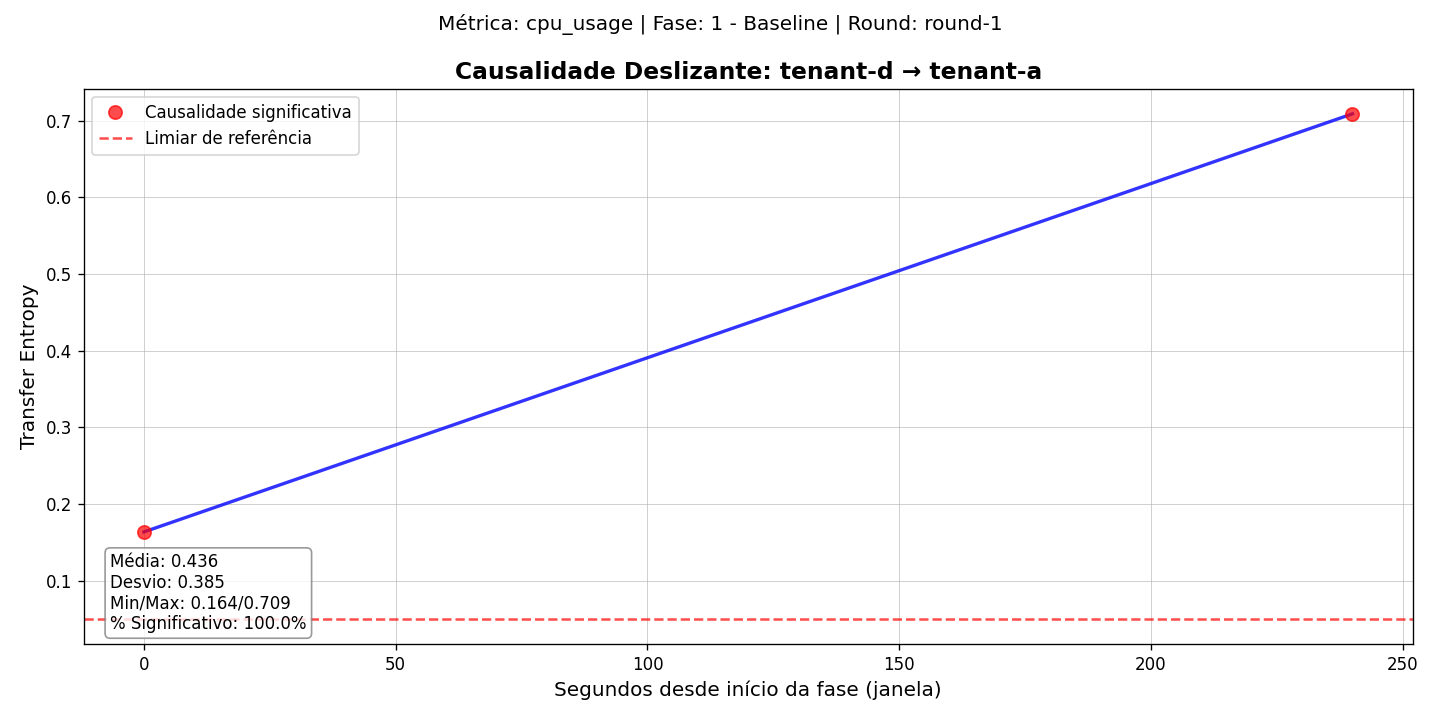 Métrica: cpu_usage | Fase: 1 - Baseline | Round: round-1
Causalidade Deslizante: tenant-d → tenant-a
Causalidade significativa
Limiar de referência
Transfer Entropy
0.7
0.6
0.5
0.4
0.3
0.2
0.1
Média: 0.436
Desvio: 0.385
Min/Max: 0.164/0.709
% Significativo: 100.0%
0 50 100 150 200 250
Segundos desde início da fase (janela)